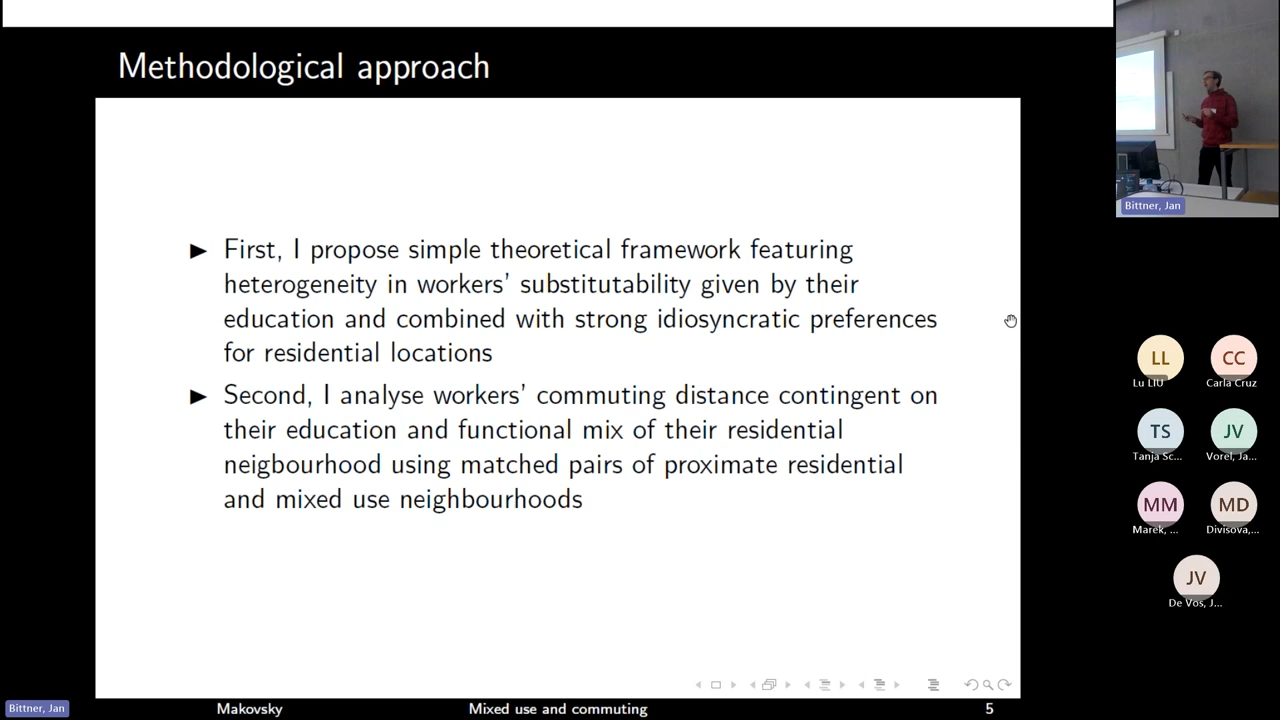 Methodological approach
First, I propose simple theoretical framework featuring
heterogeneity in workers' substitutability given by their
education and combined with strong idiosyncratic preferences
for residential locations
Second, I analyse workers' commuting distance contingent on
their education and functional mix of their residential
neigbourhood using matched pairs of proximate residential
and mixed use neighbourhoods
Bittner, Jan
Makovsky
Mixed use and commuting
5
Bittner, Jan
LL
Lu LIU
CC
Carla Cruz
TS
Tanja Sc...
JV
Vorel, Ja...
MM
Marek, ...
MD
Divisova,...
JV
De Vos, J...